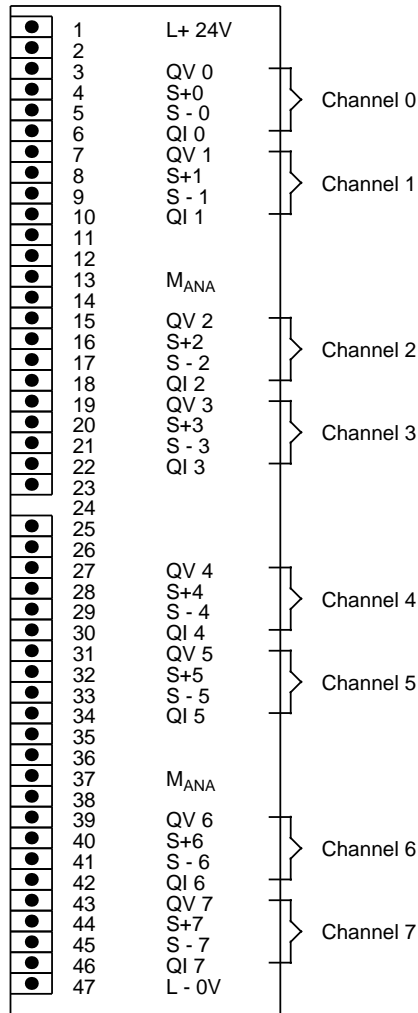 1 L+ 24V
2
3 QV 0
4 S+0 Channel 0
5 S - 0
6 QI 0
7 QV 1
8 S+1 Channel 1
9 S - 1
10 QI 1
11
12
13 MANA
14
15 QV 2
16 S+2 Channel 2
17 S - 2
18 QI 2
19 QV 3
20 S+3 Channel 3
21 S - 3
22 QI 3
23
24
25
26
27 QV 4
28 S+4 Channel 4
29 S - 4
30 QI 4
31 QV 5
32 S+5 Channel 5
33 S - 5
34 QI 5
35
36
37 MANA
38
39 QV 6
40 S+6 Channel 6
41 S - 6
42 QI 6
43 QV 7
44 S+7 Channel 7
45 S - 7
46 QI 7
47 L - 0V